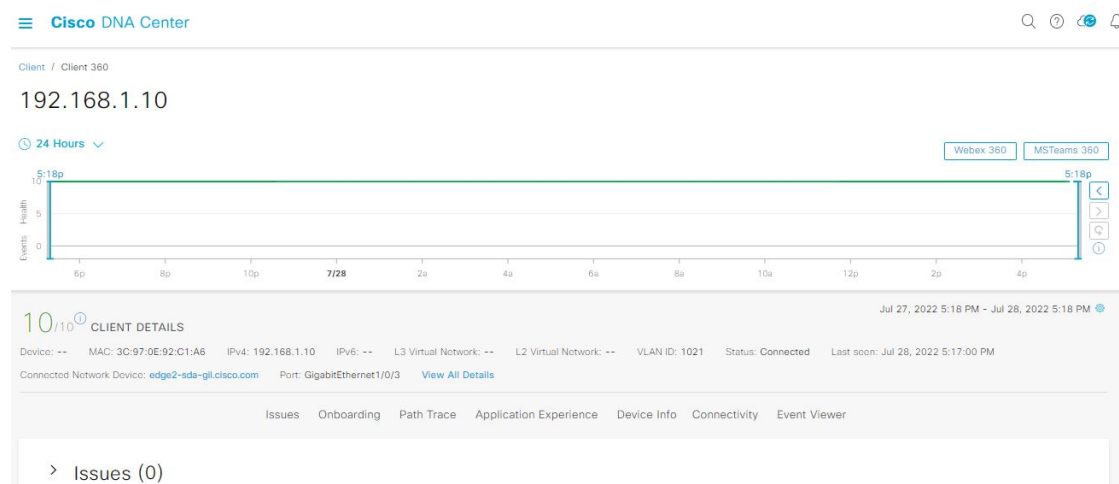 Cisco DNA Center
Client / Client 360
192.168.1.10
24 Hours
Webex 360 MSTeams 360
5:18p 5:18p
10
Health
5
Events
0
6p 8p 10p 7/28 2a 4a 6a 8a 10a 12p 2p 4p
Jul 27, 2022 5:18 PM - Jul 28, 2022 5:18 PM
10/10 CLIENT DETAILS
Device: -- MAC: 3C:97:0E:92:C1:A6 IPv4: 192.168.1.10 IPv6: -- L3 Virtual Network: -- L2 Virtual Network: -- VLAN ID: 1021 Status: Connected Last seen: Jul 28, 2022 5:17:00 PM
Connected Network Device: edge2-sda-gil.cisco.com Port: GigabitEthernet1/0/3 View All Details
Issues Onboarding Path Trace Application Experience Device Info Connectivity Event Viewer
Issues (0)